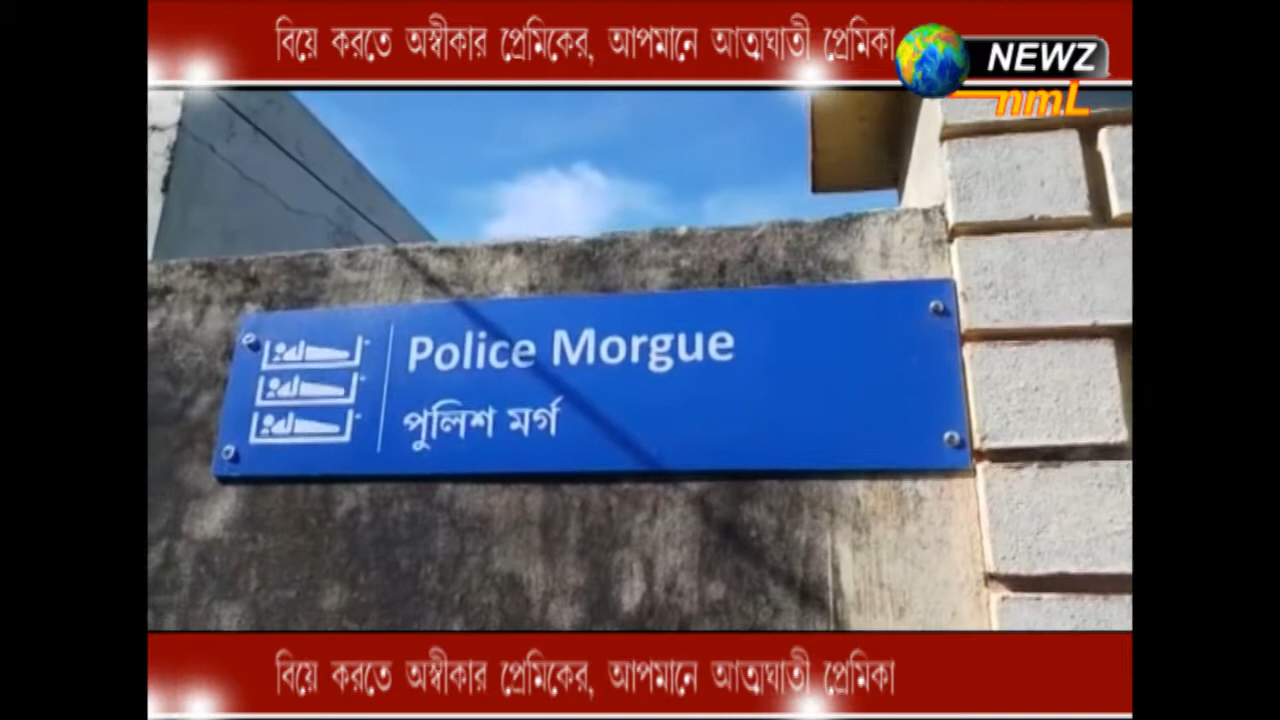 বিয়ে করতে অস্বীকার প্রেমিকের, আপমানে আত্মঘাতী প্রেমিকা
NEWZ
nmL
Police Morgue
পুলিশ মর্গ
বিয়ে করতে অস্বীকার প্রেমিকের, আপমানে আত্মঘাতী প্রেমিকা